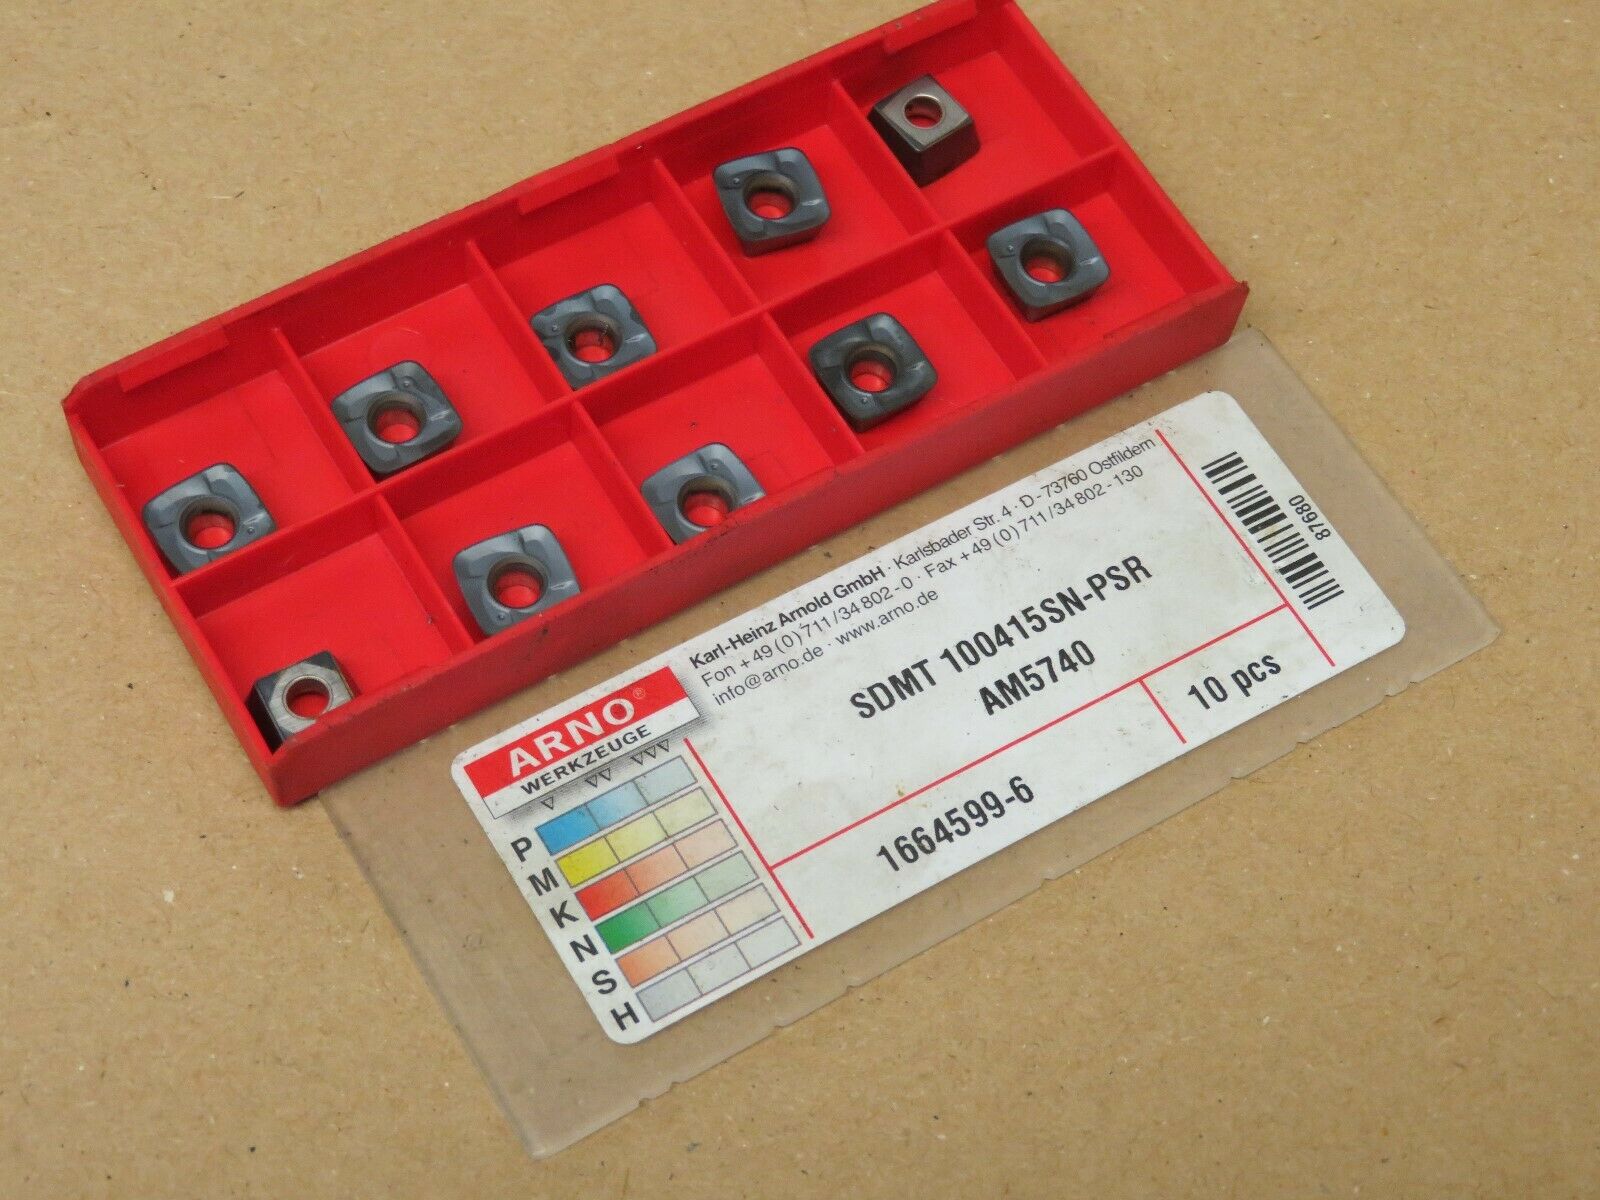 Karl-Heinz Arnold GmbH · Karlsbader Str. 4 · D-73760 Ostfildern
Fon +49 (0) 711/34 802-0 · Fax +49 (0) 711/34 802-130
info@arno.de · www.arno.de
ARNO®
WERKZEUGE
SDMT 100415SN-PSR
AM5740
1664599-6
10 pcs
87680
P
M
K
N
S
H